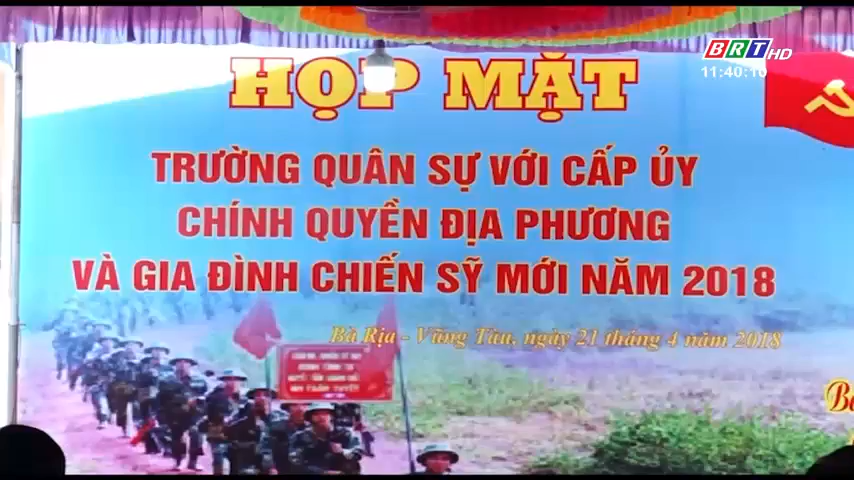 BRT HD
11:40:10
HỌP MẶT
TRƯỜNG QUÂN SỰ VỚI CẤP ỦY
CHÍNH QUYỀN ĐỊA PHƯƠNG
VÀ GIA ĐÌNH CHIẾN SỸ MỚI NĂM 2018
Bà Rịa - Vũng Tàu, ngày 21 tháng 4 năm 2018